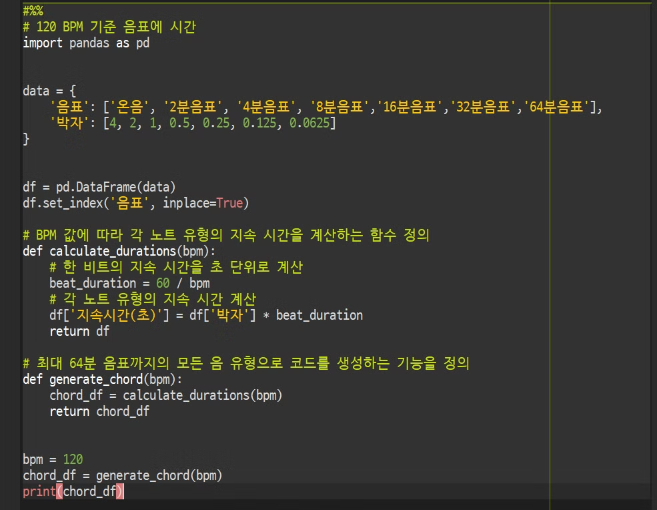 #%%
# 120 BPM 기준 음표에 시간
import pandas as pd
data = {
    '음표': ['온음', '2분음표', '4분음표', '8분음표','16분음표','32분음표','64분음표'],
    '박자': [4, 2, 1, 0.5, 0.25, 0.125, 0.0625]
}
df = pd.DataFrame(data)
df.set_index('음표', inplace=True)
# BPM 값에 따라 각 노트 유형의 지속 시간을 계산하는 함수 정의
def calculate_durations(bpm):
    # 한 비트의 지속 시간을 초 단위로 계산
    beat_duration = 60 / bpm
    # 각 노트 유형의 지속 시간 계산
    df['지속시간(초)'] = df['박자'] * beat_duration
    return df
# 최대 64분 음표까지의 모든 음 유형으로 코드를 생성하는 기능을 정의
def generate_chord(bpm):
    chord_df = calculate_durations(bpm)
    return chord_df
bpm = 120
chord_df = generate_chord(bpm)
print(chord_df)